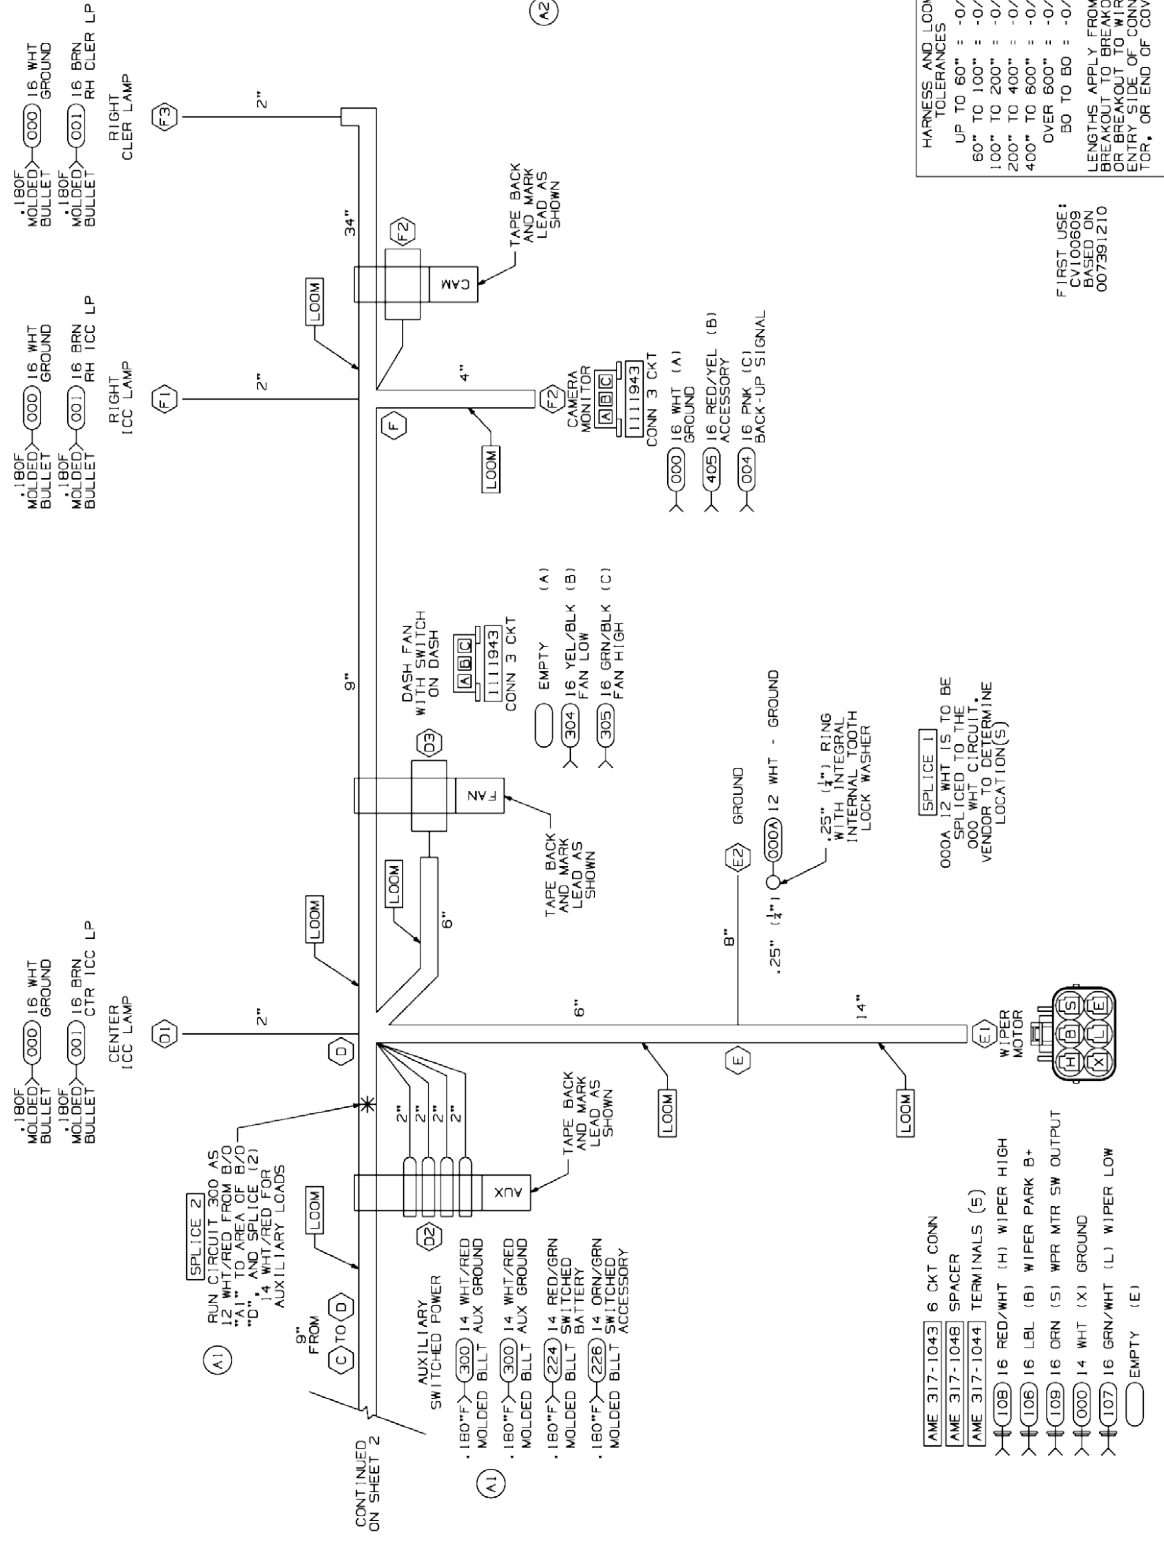 .180F
MOLDED
BULLET
000
16 WHT
GROUND
.180F
MOLDED
BULLET
001
16 BRN
CTR ICC LP
CENTER
ICC LAMP
D1
2"
.180F
MOLDED
BULLET
000
16 WHT
GROUND
.180F
MOLDED
BULLET
001
16 BRN
RH ICC LP
RIGHT
ICC LAMP
F1
2"
.180F
MOLDED
BULLET
000
16 WHT
GROUND
.180F
MOLDED
BULLET
001
16 BRN
RH CLER LP
RIGHT
CLER LAMP
F3
2"
SPLICE 2
RUN CIRCUIT 300 AS
12 WHT/RED FROM B/O
"A1" TO AREA OF B/O
"D", AND SPLICE (2)
14 WHT/RED FOR
AUXILIARY LOADS
A1
9"
FROM
C TO D
LOOM
CONTINUED
ON SHEET 2
D
LOOM
9"
LOOM
34"
F
AUXILIARY
SWITCHED POWER
D2
2"
2"
2"
2"
AUX
TAPE BACK
AND MARK
LEAD AS
SHOWN
A1
.180"F
300
14 WHT/RED
MOLDED BLLT AUX GROUND
.180"F
300
14 WHT/RED
MOLDED BLLT AUX GROUND
.180"F
224
14 RED/GRN
MOLDED BLLT SWITCHED
BATTERY
.180"F
226
14 ORN/GRN
MOLDED BLLT SWITCHED
ACCESSORY
LOOM
6"
FAN
TAPE BACK
AND MARK
LEAD AS
SHOWN
D3
DASH FAN
WITH SWITCH
ON DASH
A B C
1111943
CONN 3 CKT
EMPTY (A)
304
16 YEL/BLK (B)
FAN LOW
305
16 GRN/BLK (C)
FAN HIGH
CAM
F2
TAPE BACK
AND MARK
LEAD AS
SHOWN
4"
LOOM
F2
CAMERA
MONITOR
A B C
1111943
CONN 3 CKT
000
16 WHT (A)
GROUND
405
16 RED/YEL (B)
ACCESSORY
004
16 PNK (C)
BACK-UP SIGNAL
A2
6"
LOOM
E
8"
E2
GROUND
.25" (¼")
000A
12 WHT - GROUND
.25" (¼") RING
WITH INTEGRAL
INTERNAL TOOTH
LOCK WASHER
14"
LOOM
E1
WIPER
MOTOR
H B S
X L E
AME 317-1043
6 CKT CONN
AME 317-1048
SPACER
AME 317-1044
TERMINALS (5)
108
16 RED/WHT (H) WIPER HIGH
106
16 LBL (B) WIPER PARK B+
109
16 ORN (S) WPR MTR SW OUTPUT
000
14 WHT (X) GROUND
107
16 GRN/WHT (L) WIPER LOW
EMPTY (E)
SPLICE 1
000A 12 WHT IS TO BE
SPLICED TO THE
000 WHT CIRCUIT.
VENDOR TO DETERMINE
LOCATION(S)
FIRST USE:
CV100609
BASED ON
007391210
HARNESS AND LOOM
TOLERANCES
UP TO 60" = -0/
60" TO 100" = -0/
100" TO 200" = -0/
200" TO 400" = -0/
400" TO 600" = -0/
OVER 600" = -0/
BO TO BO = -0/
LENGTHS APPLY FROM
BREAKOUT TO BREAKO
OR BREAKOUT TO WIR
ENTRY SIDE OF CONN
TOR, OR END OF COV